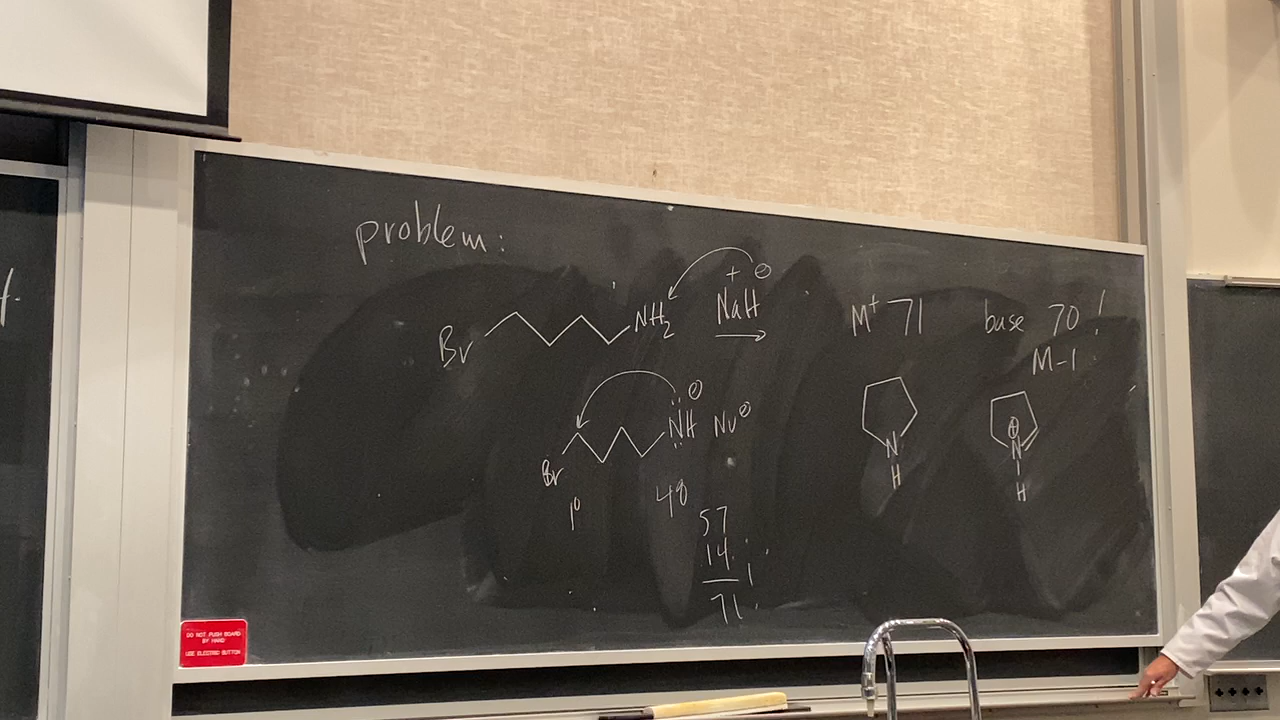 problem:
Br NH₂ + NaH ⊖
M⁺ 71
base 70!
M-1
Br NH ⊖ Nu⊖
1°
48
57
14
71
N
H
⊕
N
H
DO NOT PUSH BOARD
BY HAND
USE ELECTRIC BUTTON